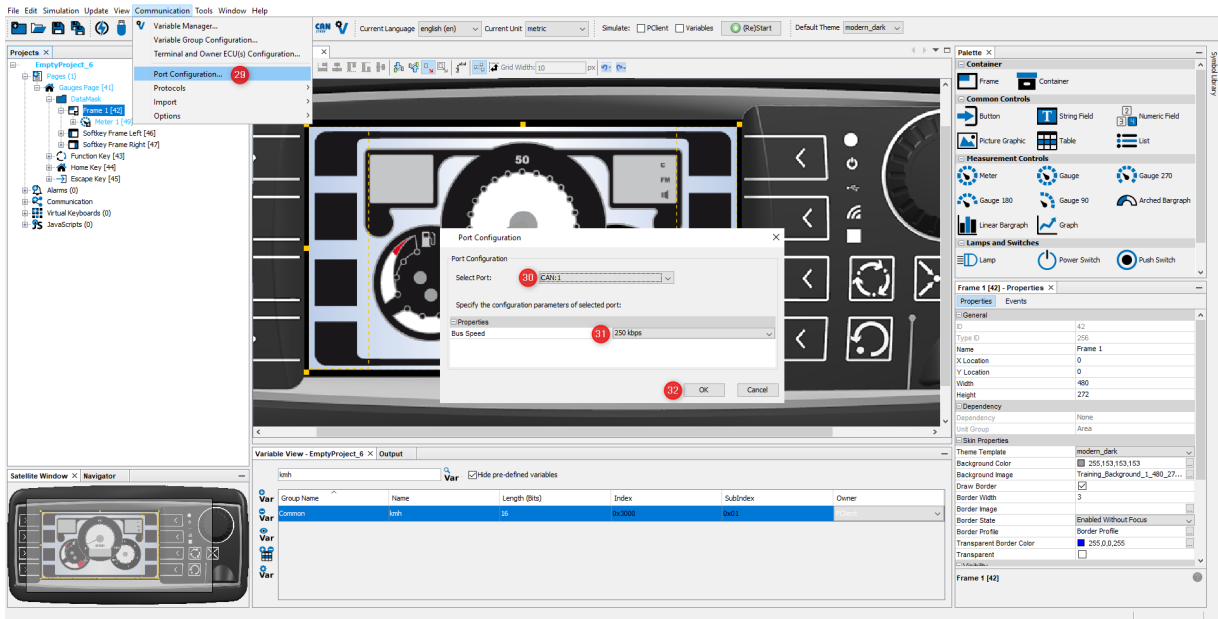 File Edit Simulation Update View Communication Tools Window Help
CAN
Current Language english (en) Current Unit metric Simulate: PClient Variables (Re)Start Default Theme modern_dark
Variable Manager...
Variable Group Configuration...
Terminal and Owner ECU(s) Configuration...
Port Configuration... 29
Protocols
Import
Options
Projects
EmptyProject_6
Pages (1)
Gauges Page [41]
DataMask
Frame 1 [42]
Meter 1 [49]
Softkey Frame Left [46]
Softkey Frame Right [47]
Function Key [43]
Home Key [44]
Escape Key [45]
Alarms (0)
Communication
Virtual Keyboards (0)
JavaScripts (0)
Grid Width: 10 px
50
FM
Port Configuration
Port Configuration
Select Port: 30 CAN:1
Specify the configuration parameters of selected port:
Properties
Bus Speed 31 250 kbps
32 OK Cancel
Palette
Symbol Library
Container
Frame Container
Common Controls
Button String Field Numeric Field
Picture Graphic Table List
Measurement Controls
Meter Gauge Gauge 270
Gauge 180 Gauge 90 Arched Bargraph
Linear Bargraph Graph
Lamps and Switches
Lamp Power Switch Push Switch
Frame 1 [42] - Properties
Properties Events
General
ID 42
Type ID 256
Name Frame 1
X Location 0
Y Location 0
Width 480
Height 272
Dependency
Dependency None
Unit Group Area
Skin Properties
Theme Template modern_dark
Background Color 255,153,153,153
Background Image Training_Background_1_480_27...
Draw Border
Border Width 3
Border Image
Border State Enabled Without Focus
Border Profile Border Profile
Transparent Border Color 255,0,0,255
Transparent
Visibility
Frame 1 [42]
Satellite Window Navigator
Variable View - EmptyProject_6 Output
kmh Var Hide pre-defined variables
Var Group Name Name Length (Bits) Index SubIndex Owner
Var Common kmh 16 0x3000 0x01 PClient
Var
Var